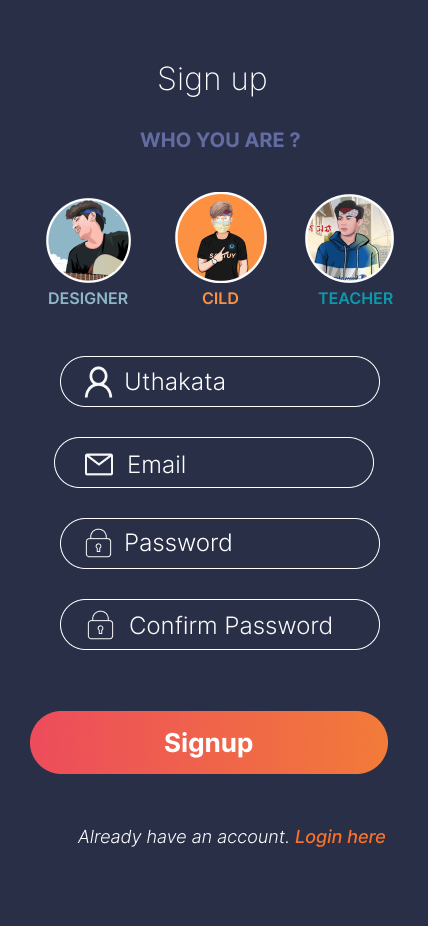 Sign up
WHO YOU ARE ?
DESIGNER
CILD
TEACHER
Uthakata
Email
Password
Confirm Password
Signup
Already have an account. Login here